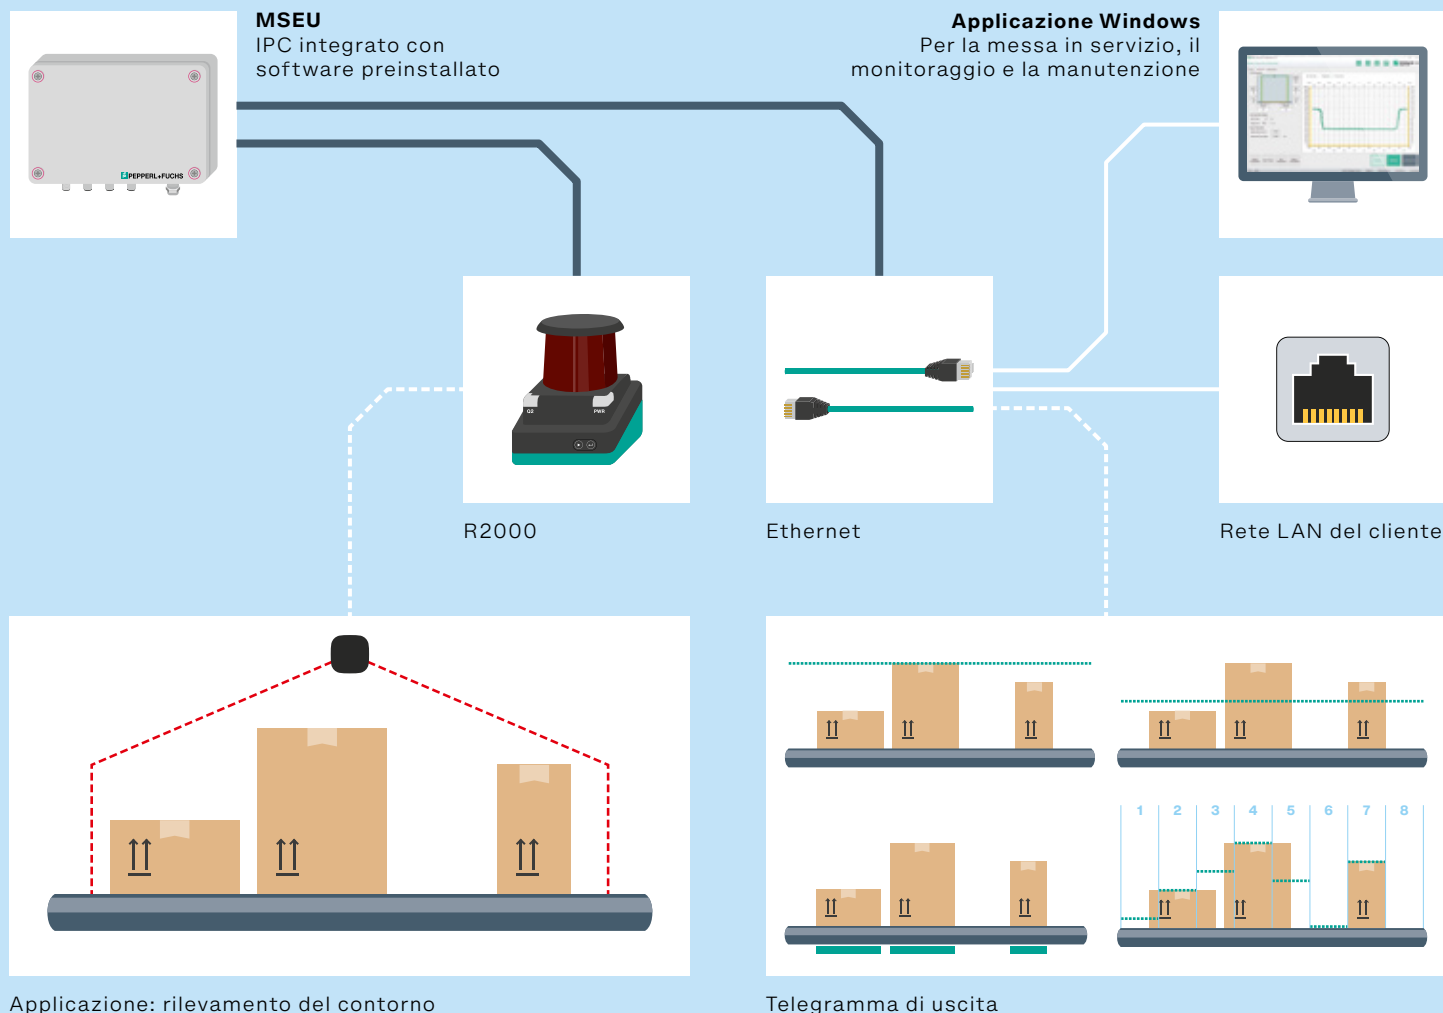 MSEU
IPC integrato con
software preinstallato
Applicazione Windows
Per la messa in servizio, il
monitoraggio e la manutenzione
PEPPERL+FUCHS
Q2
PWR
R2000
Ethernet
Rete LAN del cliente
1 2 3 4 5 6 7 8
Applicazione: rilevamento del contorno
Telegramma di uscita